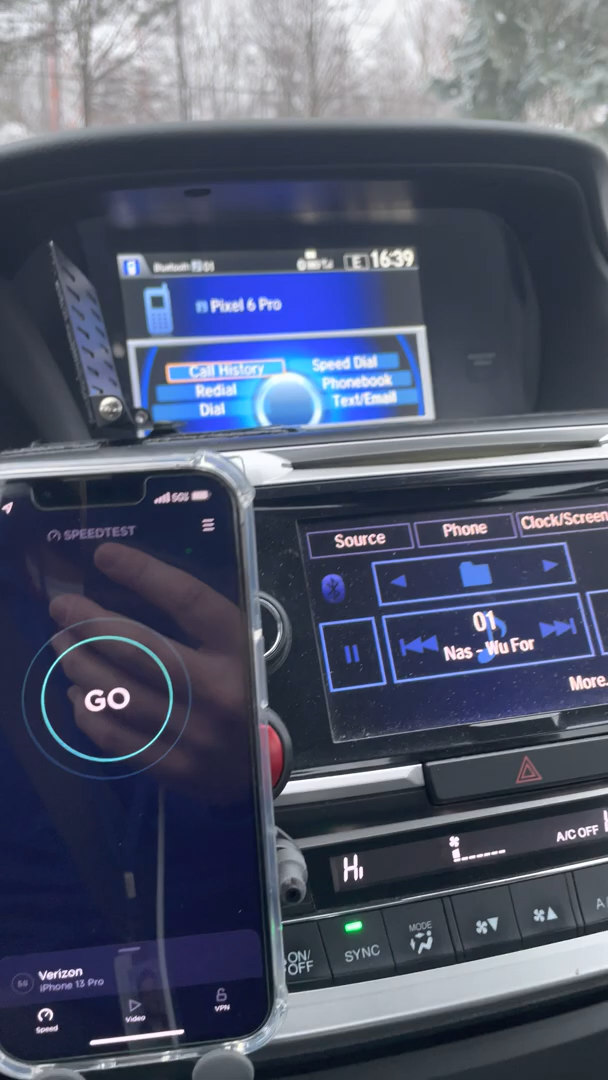 Bluetooth
E 16:39
Pixel 6 Pro
Call History
Speed Dial
Redial
Phonebook
Dial
Text/Email
SPEEDTEST
GO
Verizon
iPhone 13 Pro
Speed
Video
VPN
Source
Phone
Clock/Screen
01
Nas - Wu For
More.
Hi
A/C OFF
ON/
OFF
SYNC
MODE
A/